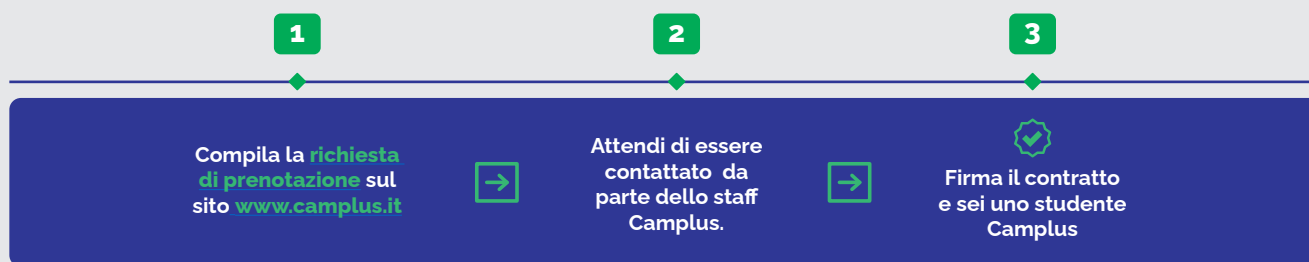 1
2
3
Compila la richiesta
di prenotazione sul
sito www.camplus.it
Attendi di essere
contattato da
parte dello staff
Camplus.
Firma il contratto
e sei uno studente
Camplus